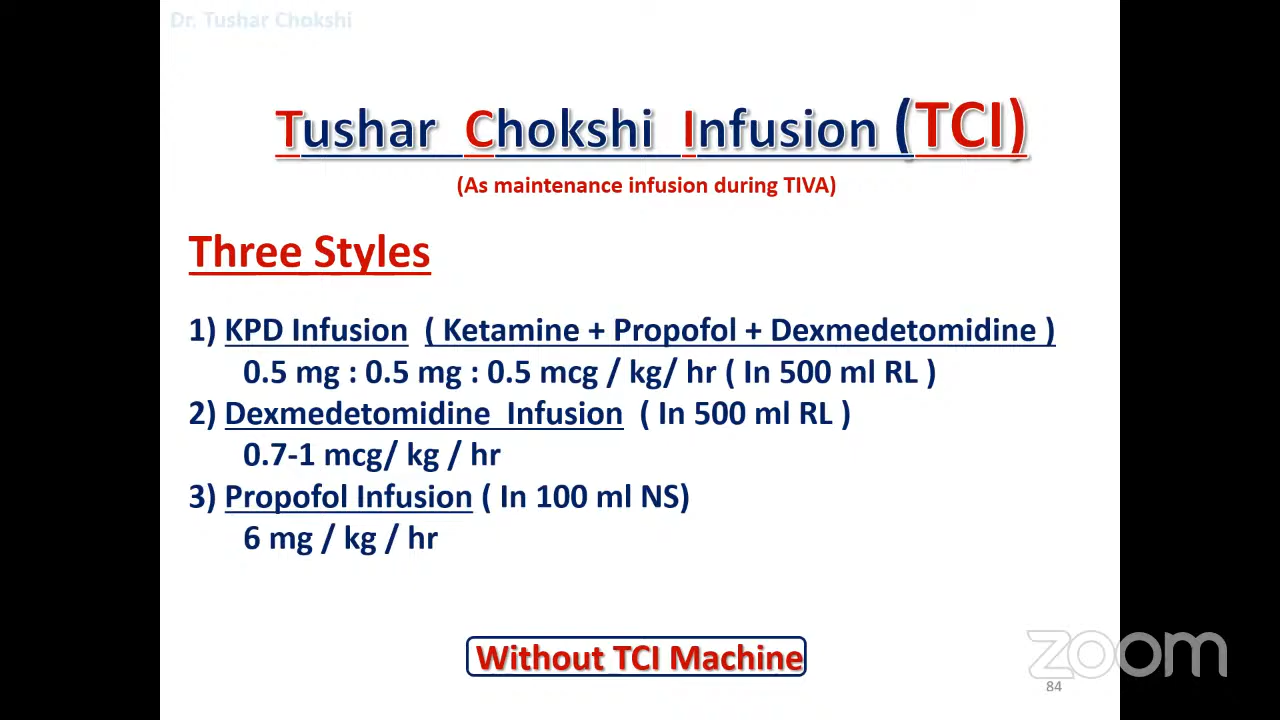 Dr. Tushar Chokshi
Tushar Chokshi Infusion (TCI)
(As maintenance infusion during TIVA)
Three Styles
1) KPD Infusion ( Ketamine + Propofol + Dexmedetomidine )
0.5 mg : 0.5 mg : 0.5 mcg / kg/ hr ( In 500 ml RL )
2) Dexmedetomidine Infusion ( In 500 ml RL )
0.7-1 mcg/ kg / hr
3) Propofol Infusion ( In 100 ml NS)
6 mg / kg / hr
Without TCI Machine
zoom
84